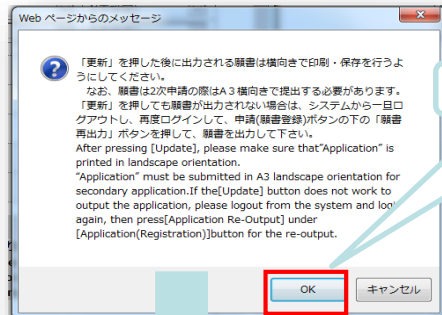 Web ページからのメッセージ
「更新」を押した後に出力される願書は横向きで印刷・保存を行うよ
うにしてください。
なお、願書は2次申請の際はA３横向きで提出する必要があります。
「更新」を押しても願書が出力されない場合は、システムから一旦ロ
グアウトし、再度ログインして、申請(願書登録)ボタンの下の「願書
再出力」ボタンを押して、願書を出力して下さい。
After pressing [Update], please make sure that"Application" is
printed in landscape orientation.
"Application" must be submitted in A3 landscape orientation for
secondary application.If the[Update] button does not work to
output the application, please logout from the system and
again, then press[Application Re-Output] under
[Application(Registration)]button for the re-output.
OK
キャンセル